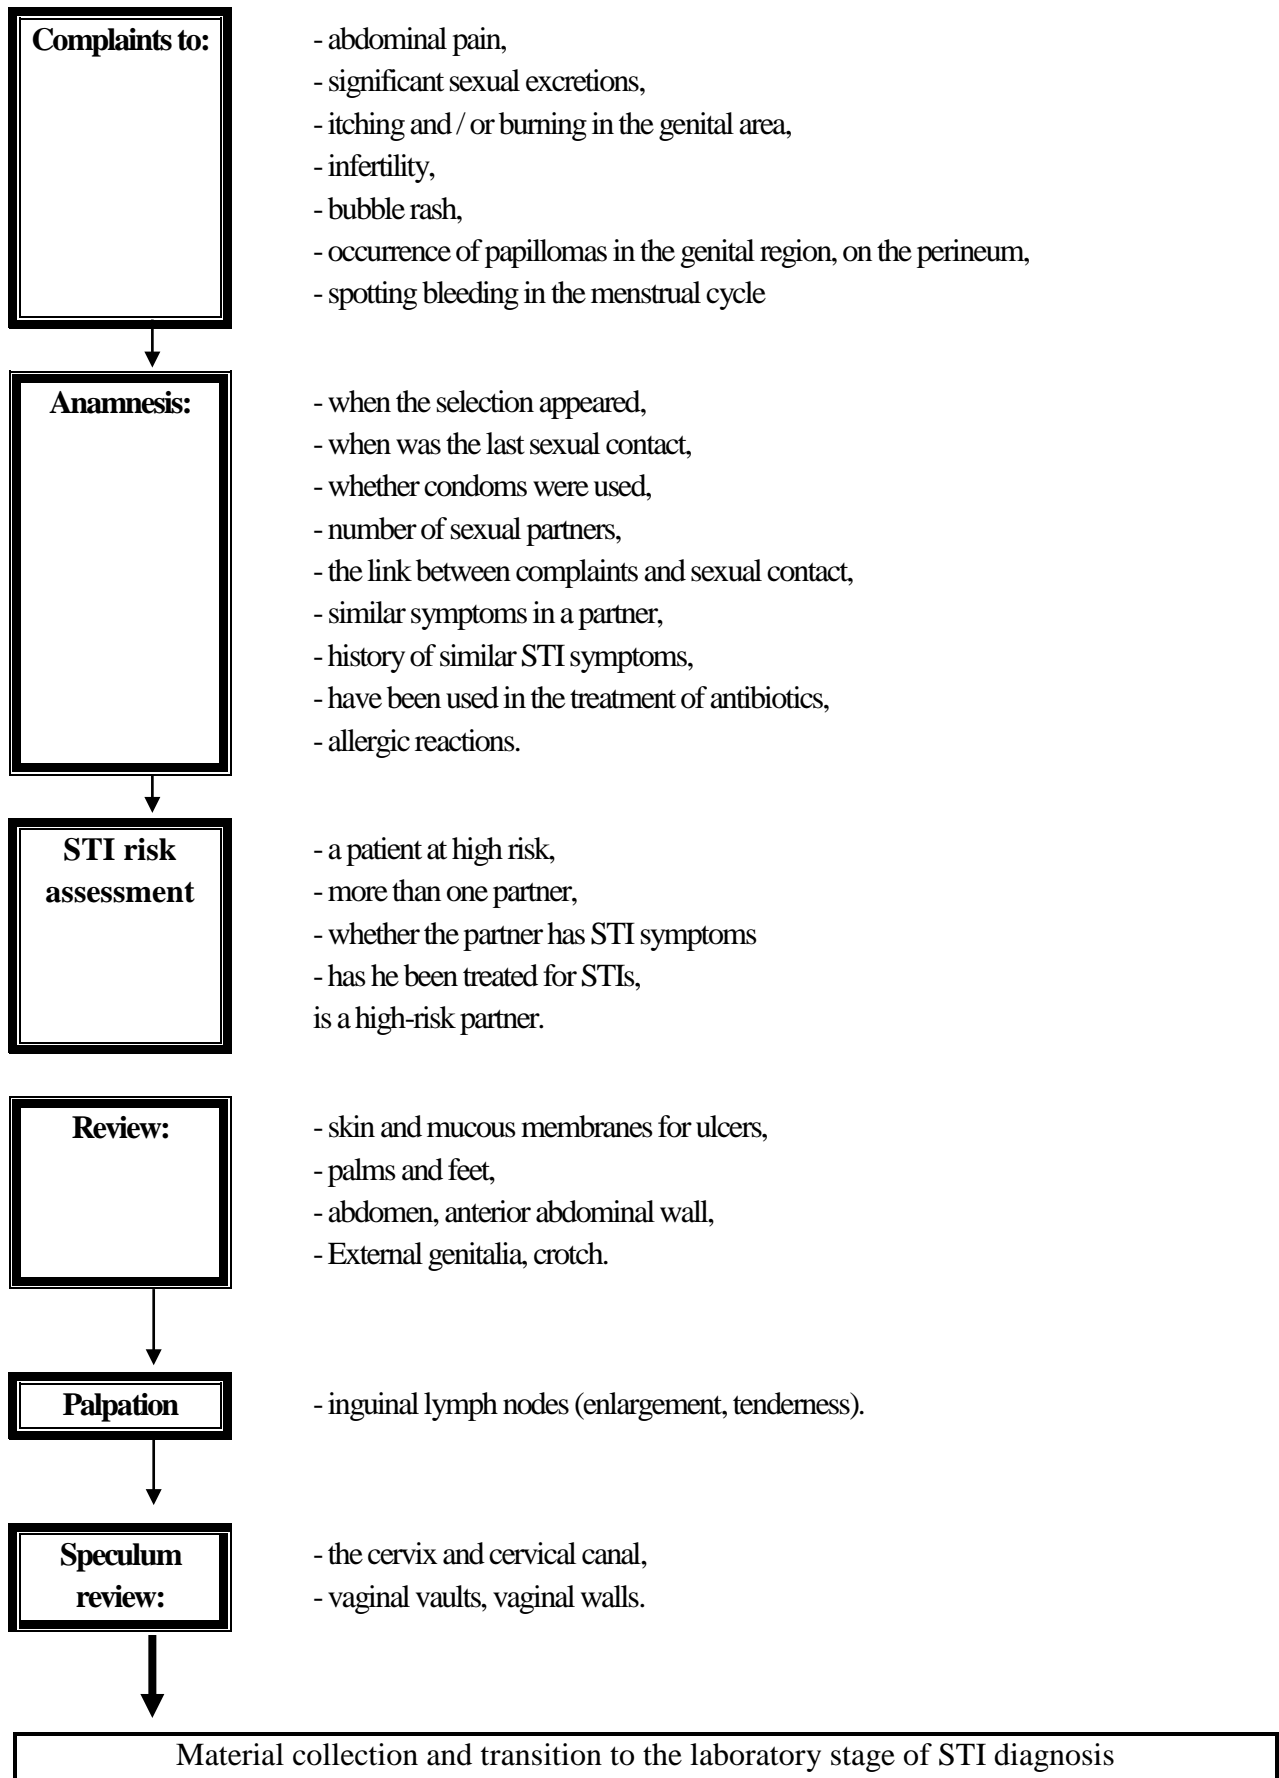 Complaints to:
- abdominal pain,
- significant sexual excretions,
- itching and / or burning in the genital area,
- infertility,
- bubble rash,
- occurrence of papillomas in the genital region, on the perineum,
- spotting bleeding in the menstrual cycle
Anamnesis:
- when the selection appeared,
- when was the last sexual contact,
- whether condoms were used,
- number of sexual partners,
- the link between complaints and sexual contact,
- similar symptoms in a partner,
- history of similar STI symptoms,
- have been used in the treatment of antibiotics,
- allergic reactions.
STI risk
assessment
- a patient at high risk,
- more than one partner,
- whether the partner has STI symptoms
- has he been treated for STIs,
is a high-risk partner.
Review:
- skin and mucous membranes for ulcers,
- palms and feet,
- abdomen, anterior abdominal wall,
- External genitalia, crotch.
Palpation
- inguinal lymph nodes (enlargement, tenderness).
Speculum
review:
- the cervix and cervical canal,
- vaginal vaults, vaginal walls.
Material collection and transition to the laboratory stage of STI diagnosis